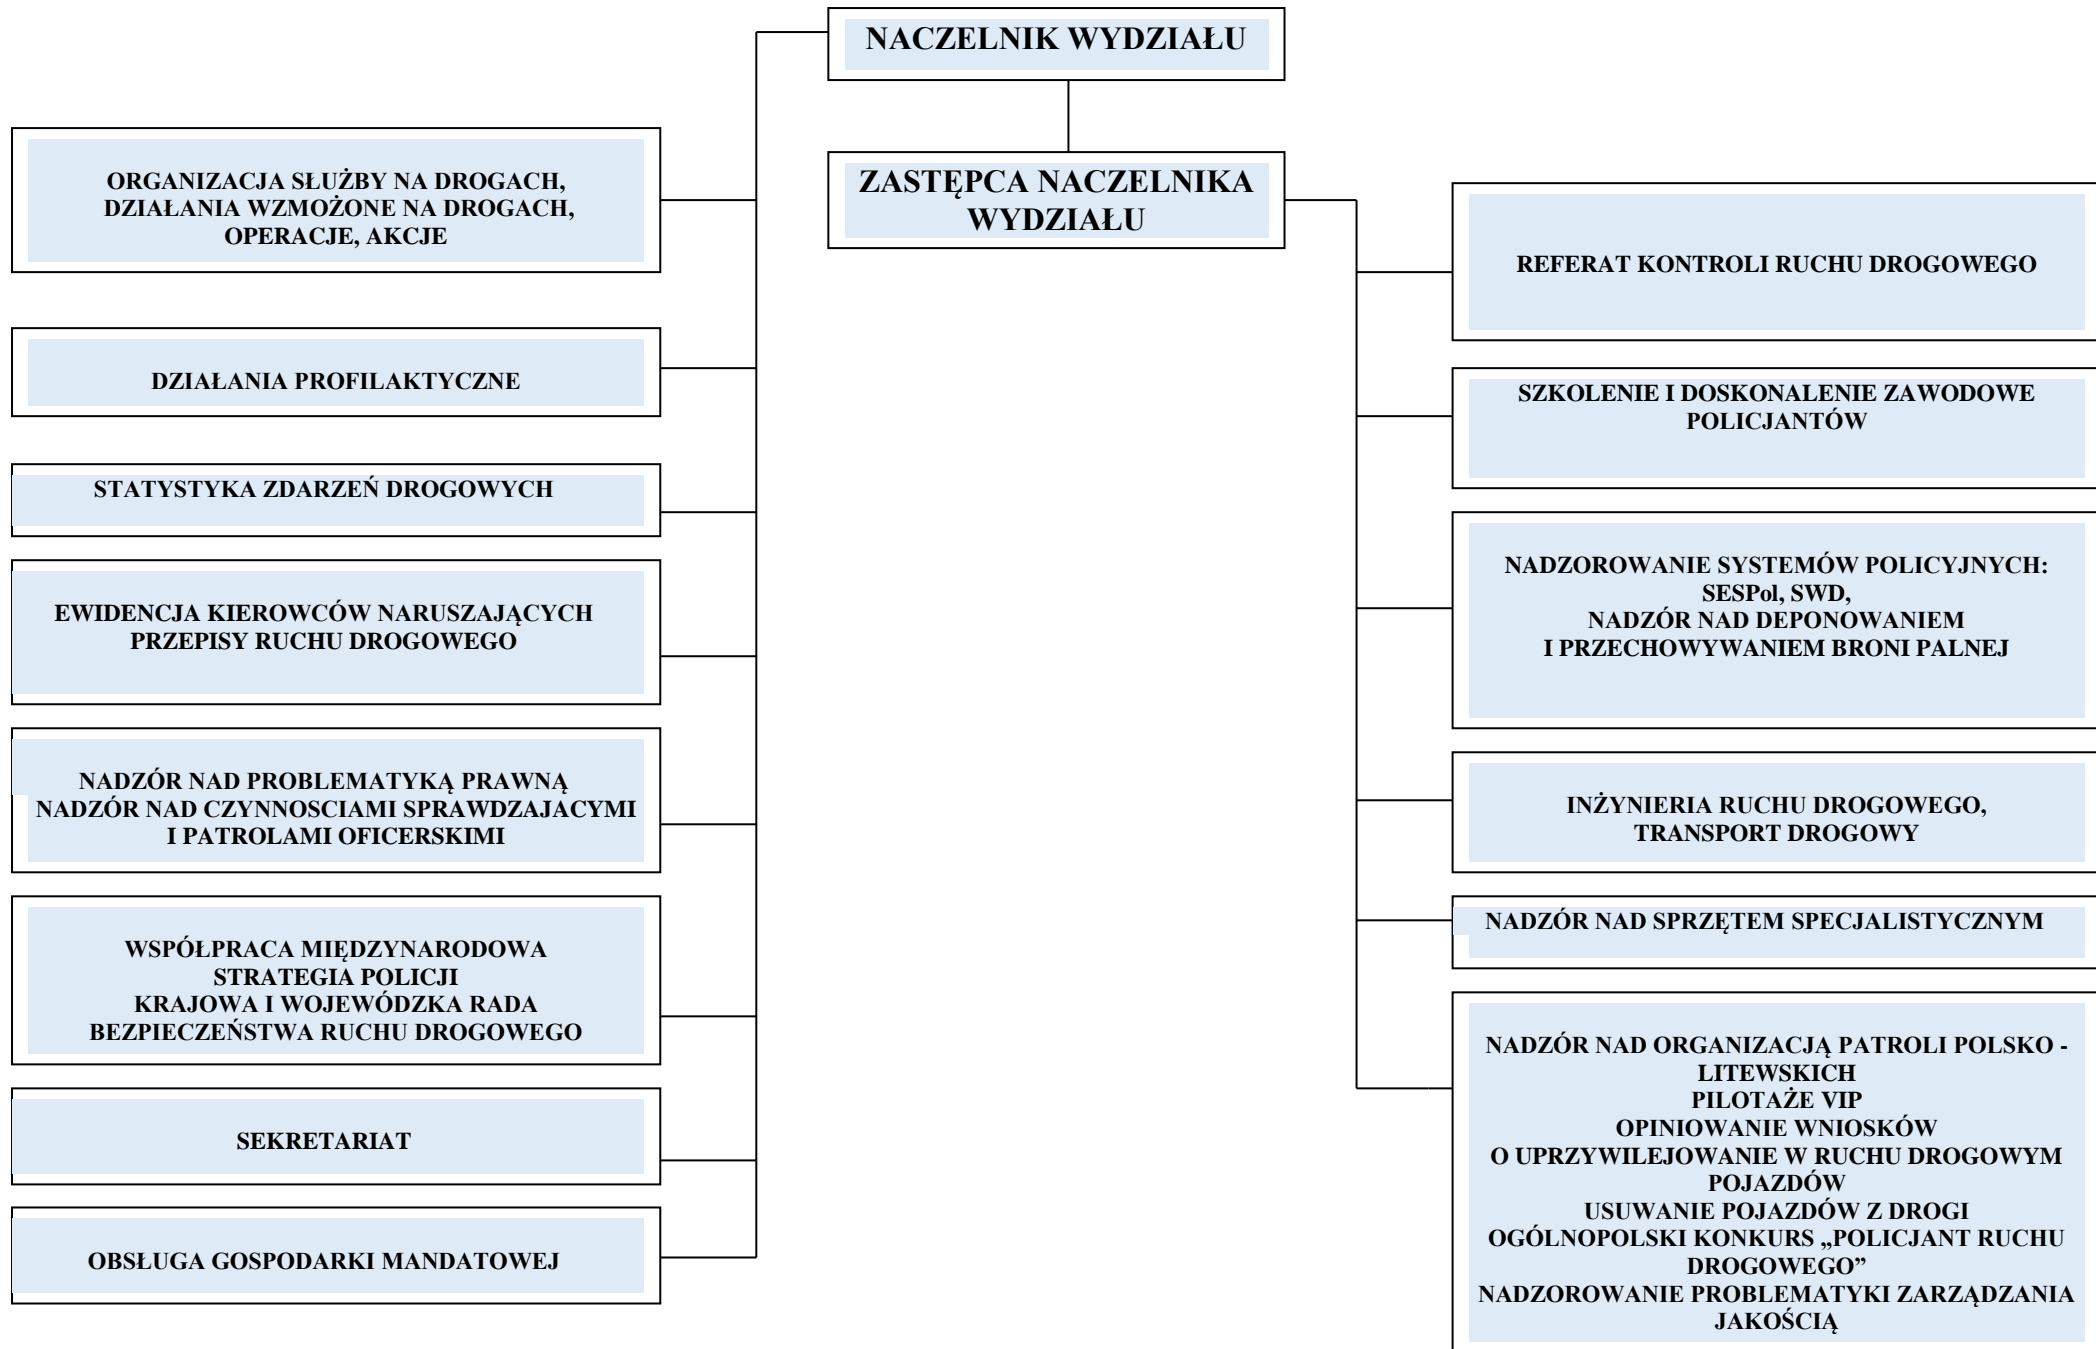 NACZELNIK WYDZIAŁU
ZASTĘPCA NACZELNIKA
WYDZIAŁU
ORGANIZACJA SŁUŻBY NA DROGACH,
DZIAŁANIA WZMOŻONE NA DROGACH,
OPERACJE, AKCJE
DZIAŁANIA PROFILAKTYCZNE
STATYSTYKA ZDARZEŃ DROGOWYCH
EWIDENCJA KIEROWCÓW NARUSZAJĄCYCH
PRZEPISY RUCHU DROGOWEGO
NADZÓR NAD PROBLEMATYKĄ PRAWNĄ
NADZÓR NAD CZYNNOSCIAMI SPRAWDZAJACYMI
I PATROLAMI OFICERSKIMI
WSPÓŁPRACA MIĘDZYNARODOWA
STRATEGIA POLICJI
KRAJOWA I WOJEWÓDZKA RADA
BEZPIECZEŃSTWA RUCHU DROGOWEGO
SEKRETARIAT
OBSŁUGA GOSPODARKI MANDATOWEJ
REFERAT KONTROLI RUCHU DROGOWEGO
SZKOLENIE I DOSKONALENIE ZAWODOWE
POLICJANTÓW
NADZOROWANIE SYSTEMÓW POLICYJNYCH:
SESPol, SWD,
NADZÓR NAD DEPONOWANIEM
I PRZECHOWYWANIEM BRONI PALNEJ
INŻYNIERIA RUCHU DROGOWEGO,
TRANSPORT DROGOWY
NADZÓR NAD SPRZĘTEM SPECJALISTYCZNYM
NADZÓR NAD ORGANIZACJĄ PATROLI POLSKO -
LITEWSKICH
PILOTAŻE VIP
OPINIOWANIE WNIOSKÓW
O UPRZYWILEJOWANIE W RUCHU DROGOWYM
POJAZDÓW
USUWANIE POJAZDÓW Z DROGI
OGÓLNOPOLSKI KONKURS „POLICJANT RUCHU
DROGOWEGO”
NADZOROWANIE PROBLEMATYKI ZARZĄDZANIA
JAKOŚCIĄ